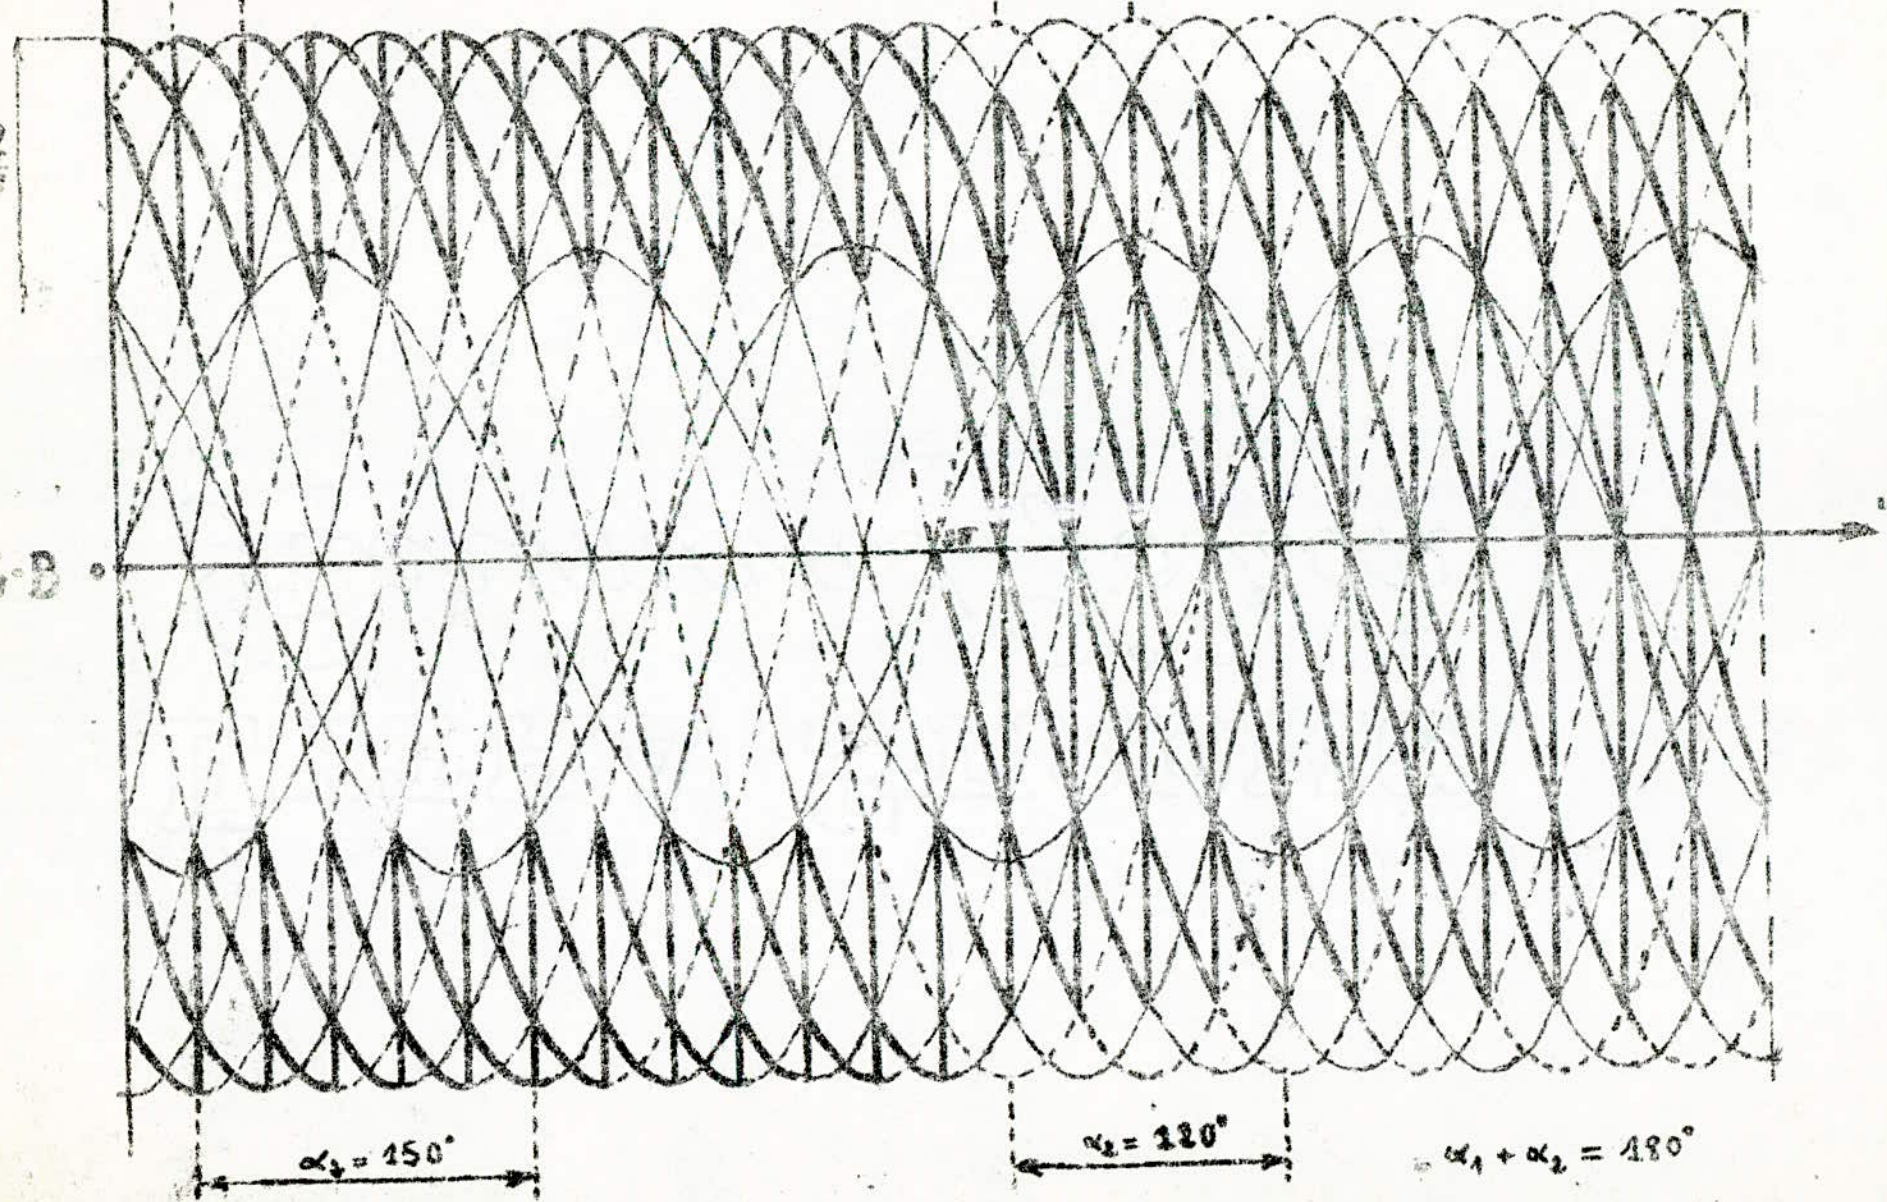 α₁ = 150°
α₂ = 120°
α₁ + α₂ = 180°